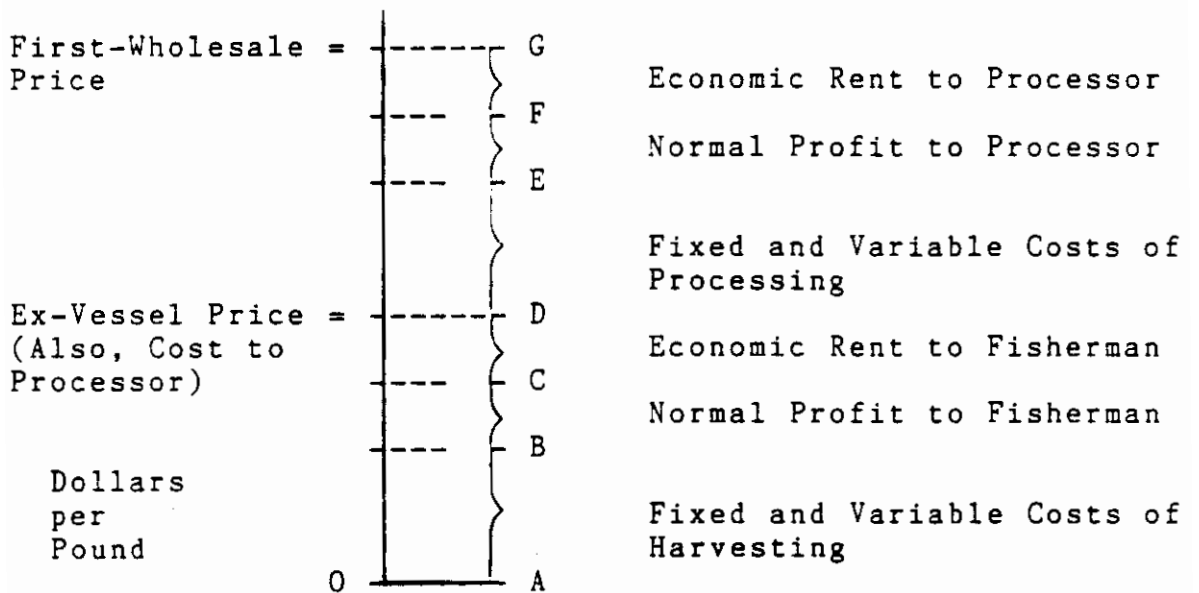 First-Wholesale = G
Price
Economic Rent to Processor
F
Normal Profit to Processor
E
Fixed and Variable Costs of
Processing
Ex-Vessel Price = D
(Also, Cost to
Processor)
Economic Rent to Fisherman
C
Normal Profit to Fisherman
B
Dollars
per
Pound
Fixed and Variable Costs of
Harvesting
0 A